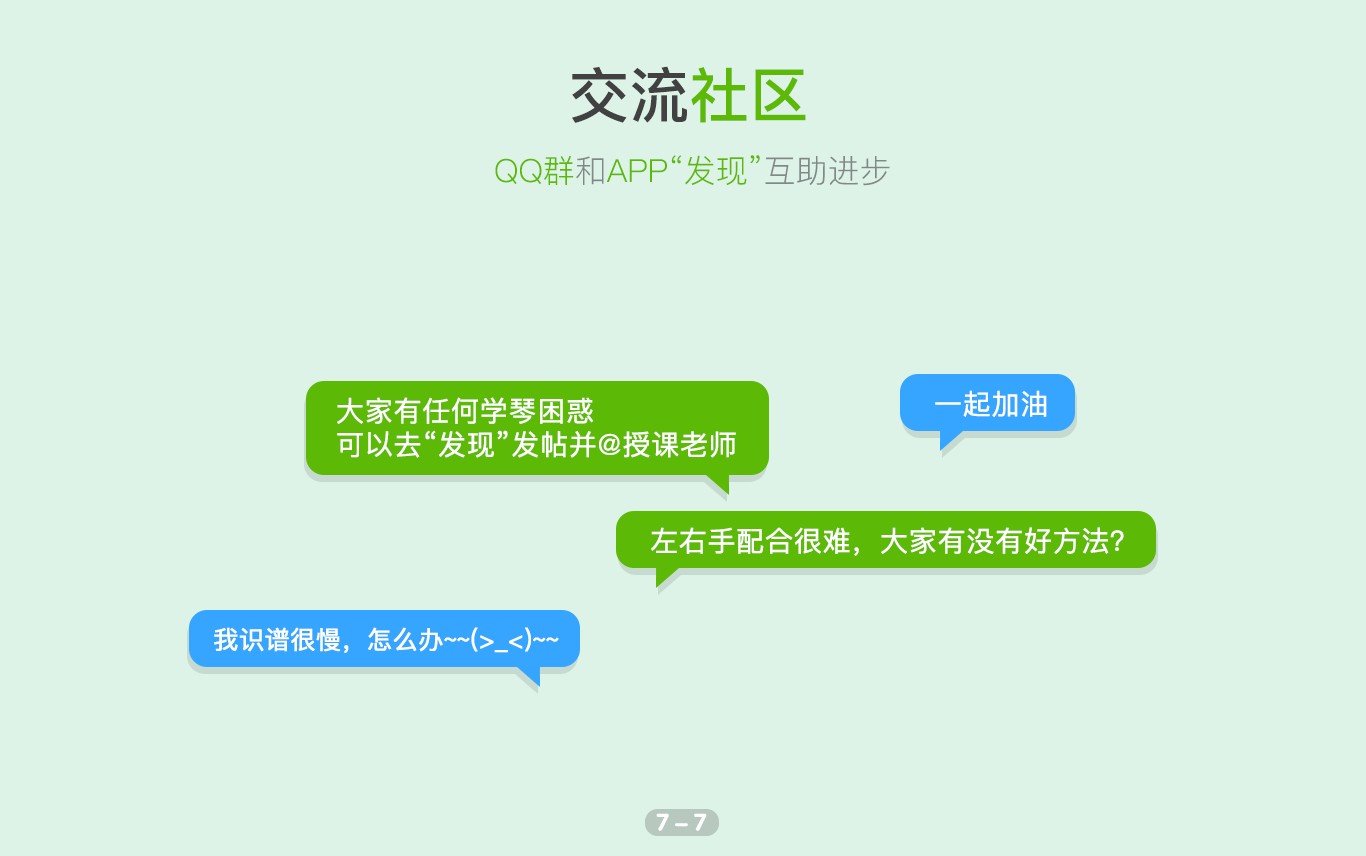 交流社区
QQ群和APP“发现”互助进步
一起加油
大家有任何学琴困惑
可以去“发现”发帖并@授课老师
左右手配合很难，大家有没有好方法?
我识谱很慢，怎么办~~(>_<)~~
7 – 7